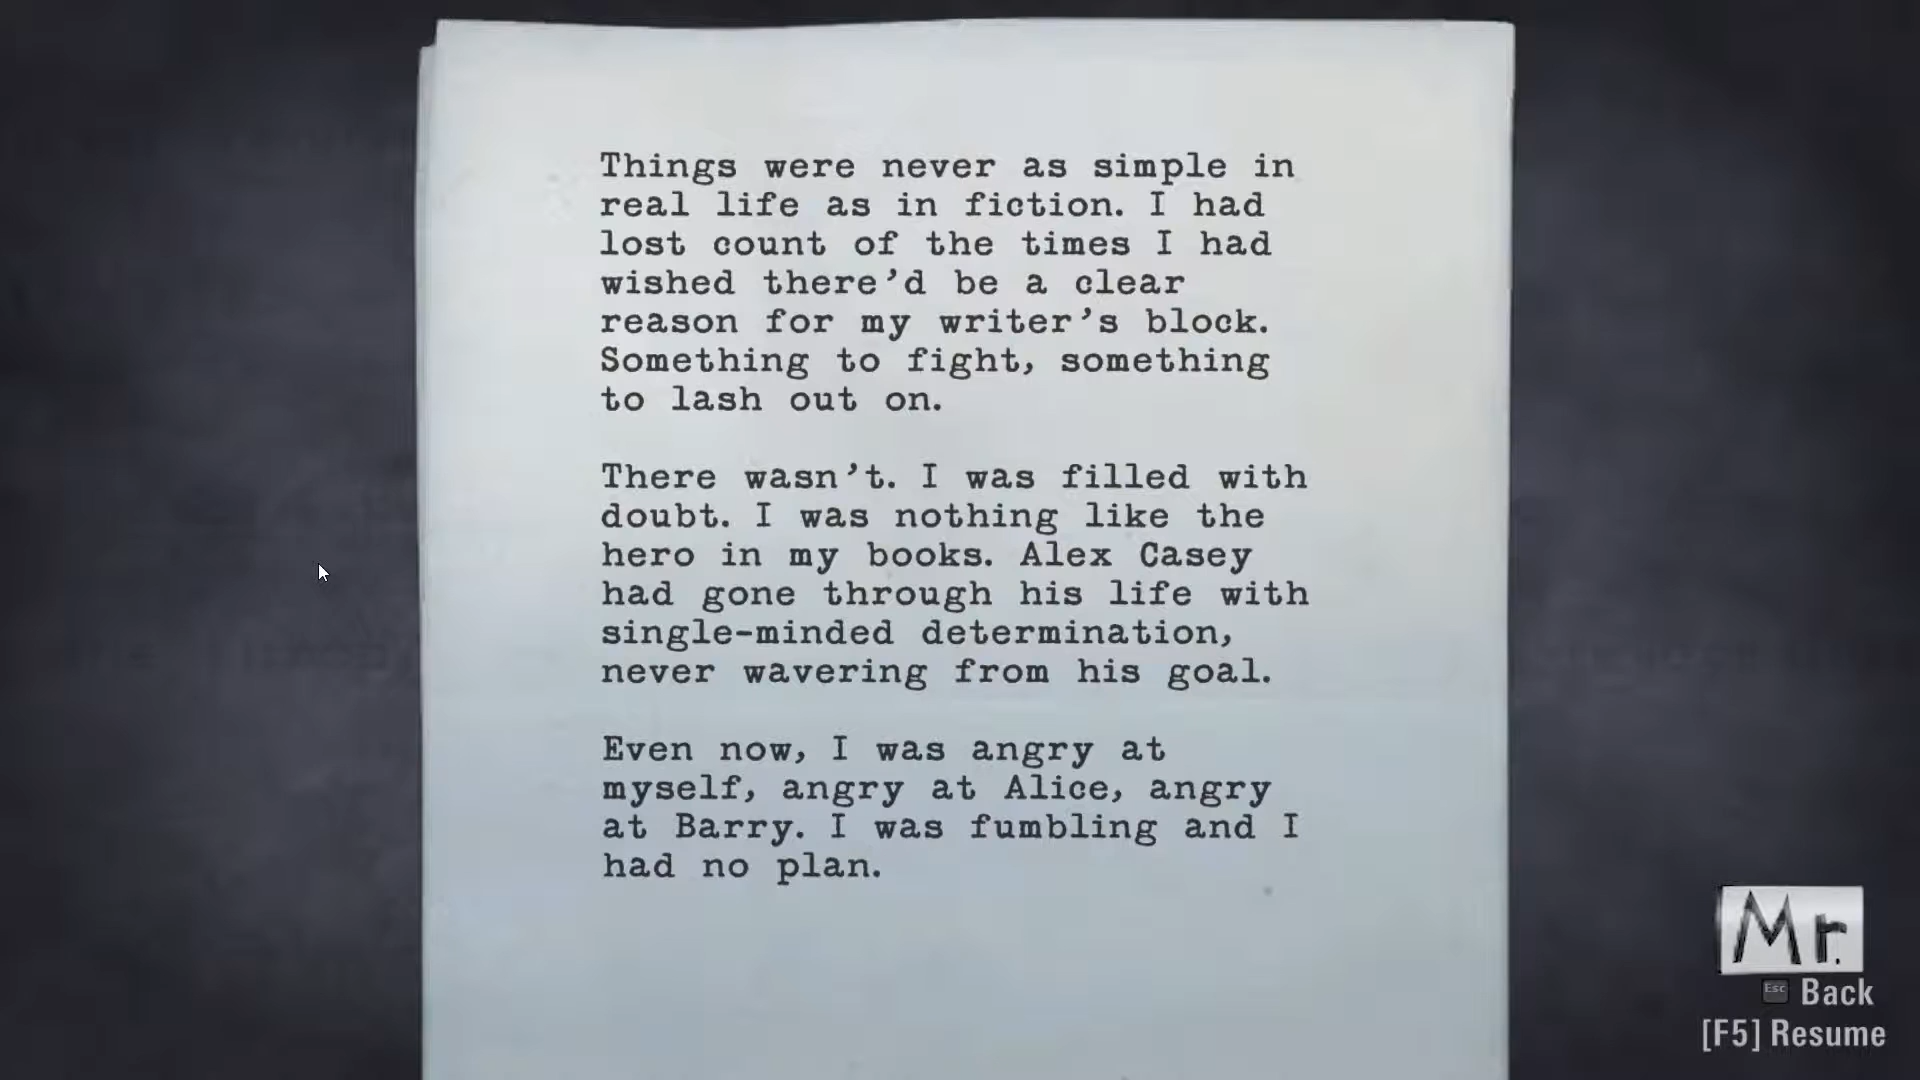 Things were never as simple in
real life as in fiction. I had
lost count of the times I had
wished there’d be a clear
reason for my writer’s block.
Something to fight, something
to lash out on.
There wasn’t. I was filled with
doubt. I was nothing like the
hero in my books. Alex Casey
had gone through his life with
single-minded determination,
never wavering from his goal.
Even now, I was angry at
myself, angry at Alice, angry
at Barry. I was fumbling and I
had no plan.
Mr.
Esc Back
[F5] Resume